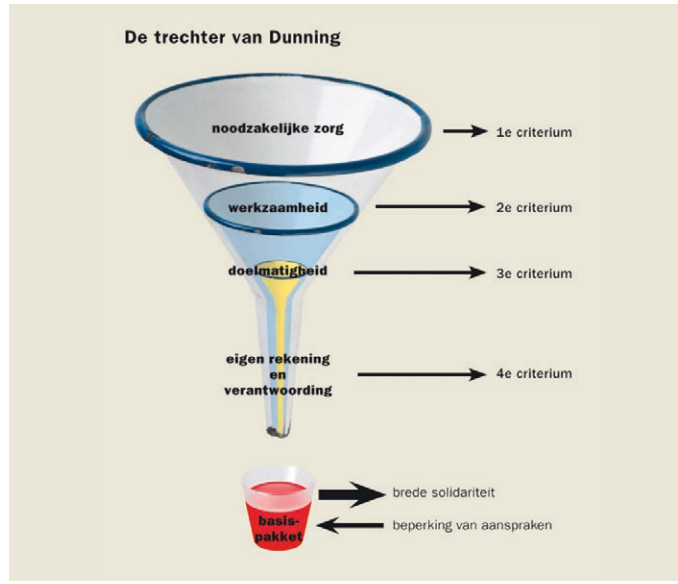 De trechter van Dunning
noodzakelijke zorg
1e criterium
werkzaamheid
2e criterium
doelmatigheid
3e criterium
eigen rekening
en
verantwoording
4e criterium
brede solidariteit
basis-
pakket
beperking van aanspraken